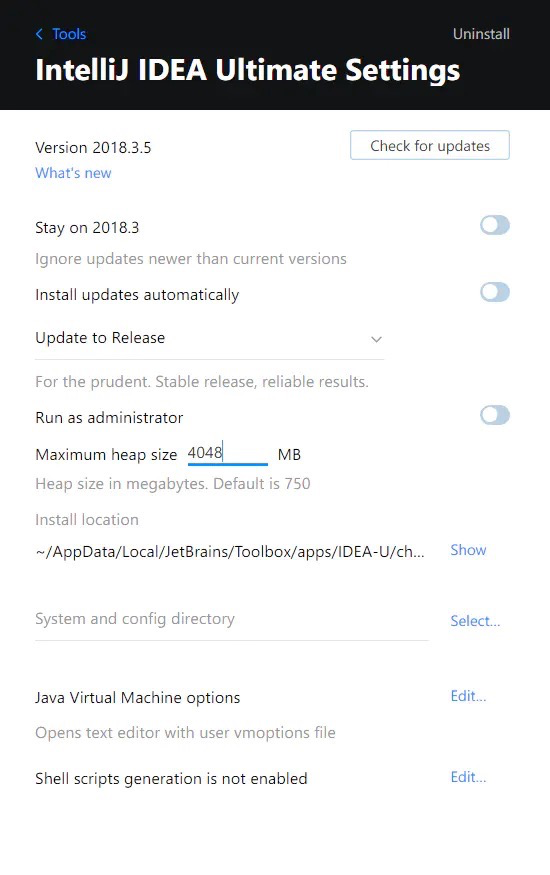 Tools
Uninstall
IntelliJ IDEA Ultimate Settings
Version 2018.3.5
Check for updates
What's new
Stay on 2018.3
Ignore updates newer than current versions
Install updates automatically
Update to Release
For the prudent. Stable release, reliable results.
Run as administrator
Maximum heap size 4048 MB
Heap size in megabytes. Default is 750
Install location
~/AppData/Local/JetBrains/Toolbox/apps/IDEA-U/ch...
Show
System and config directory
Select...
Java Virtual Machine options
Edit...
Opens text editor with user vmoptions file
Shell scripts generation is not enabled
Edit...